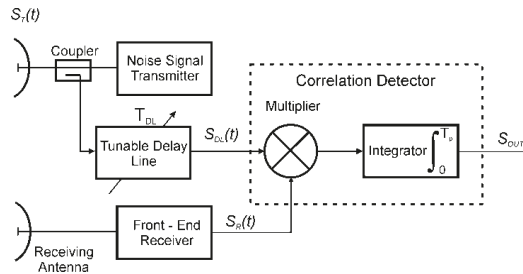 S_T(t)
Coupler
Noise Signal
Transmitter
Correlation Detector
Multiplier
T_DL
S_DL(t)
Tunable Delay
Line
Integrator ∫_0^T_p
S_OUT
Front - End
Receiver
S_R(t)
Receiving
Antenna